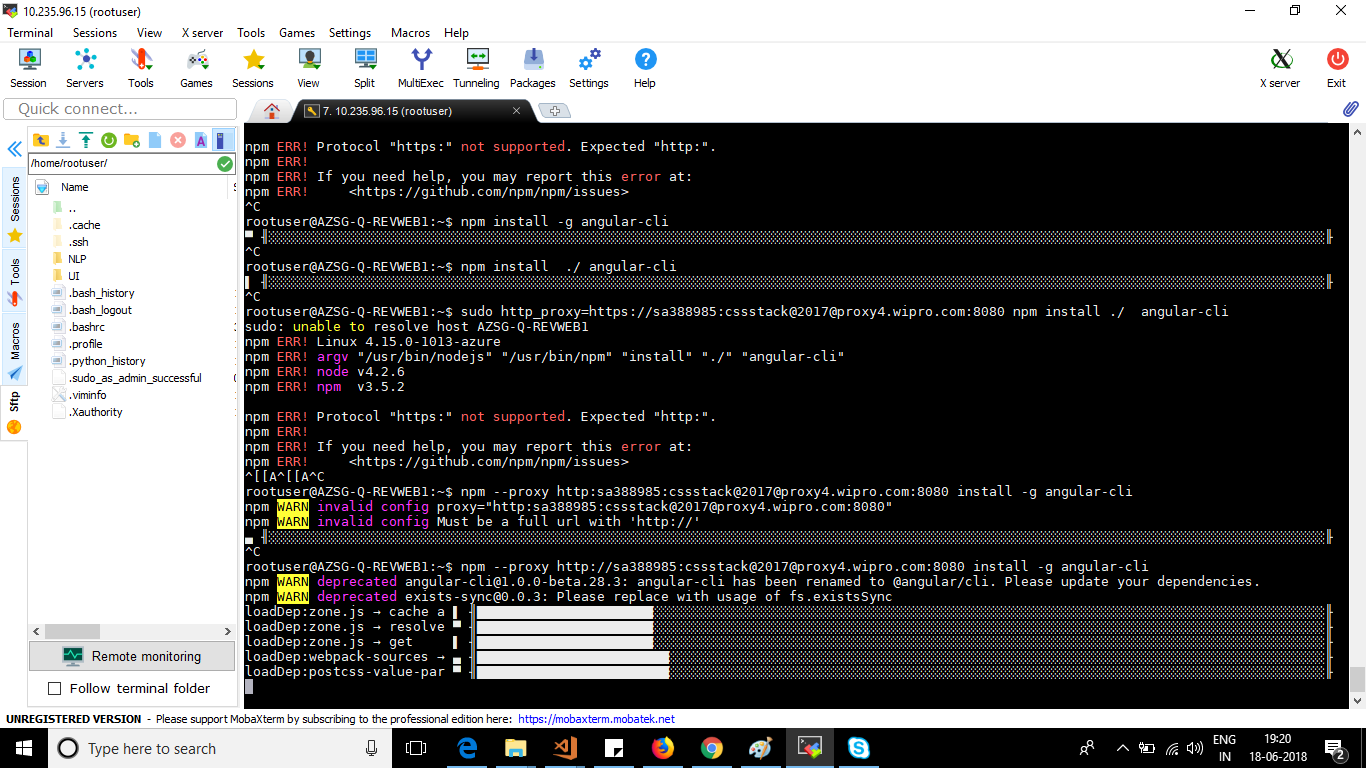 10.235.96.15 (rootuser)
Terminal Sessions View X server Tools Games Settings Macros Help
Session Servers Tools Games Sessions View Split MultiExec Tunneling Packages Settings Help X server Exit
Quick connect...
7. 10.235.96.15 (rootuser)
/home/rootuser/
Name
..
.cache
.ssh
NLP
UI
.bash_history
.bash_logout
.bashrc
.profile
.python_history
.sudo_as_admin_successful
.viminfo
.Xauthority
Sessions
Tools
Macros
Sftp
Remote monitoring
Follow terminal folder
npm ERR! Protocol "https:" not supported. Expected "http:".
npm ERR!
npm ERR! If you need help, you may report this error at:
npm ERR!     <https://github.com/npm/npm/issues>
^C
rootuser@AZSG-Q-REVWEB1:~$ npm install -g angular-cli
^C
rootuser@AZSG-Q-REVWEB1:~$ npm install  ./ angular-cli
^C
rootuser@AZSG-Q-REVWEB1:~$ sudo http_proxy=https://sa388985:cssstack@2017@proxy4.wipro.com:8080 npm install ./  angular-cli
sudo: unable to resolve host AZSG-Q-REVWEB1
npm ERR! Linux 4.15.0-1013-azure
npm ERR! argv "/usr/bin/nodejs" "/usr/bin/npm" "install" "./" "angular-cli"
npm ERR! node v4.2.6
npm ERR! npm  v3.5.2
npm ERR! Protocol "https:" not supported. Expected "http:".
npm ERR!
npm ERR! If you need help, you may report this error at:
npm ERR!     <https://github.com/npm/npm/issues>
^[[A^[[A^C
rootuser@AZSG-Q-REVWEB1:~$ npm --proxy http:sa388985:cssstack@2017@proxy4.wipro.com:8080 install -g angular-cli
npm WARN invalid config proxy="http:sa388985:cssstack@2017@proxy4.wipro.com:8080"
npm WARN invalid config Must be a full url with 'http://'
^C
rootuser@AZSG-Q-REVWEB1:~$ npm --proxy http://sa388985:cssstack@2017@proxy4.wipro.com:8080 install -g angular-cli
npm WARN deprecated angular-cli@1.0.0-beta.28.3: angular-cli has been renamed to @angular/cli. Please update your dependencies.
npm WARN deprecated exists-sync@0.0.3: Please replace with usage of fs.existsSync
loadDep:zone.js → cache a
loadDep:zone.js → resolve
loadDep:zone.js → get
loadDep:webpack-sources →
loadDep:postcss-value-par
UNREGISTERED VERSION - Please support MobaXterm by subscribing to the professional edition here: https://mobaxterm.mobatek.net
Type here to search
ENG
IN
19:20
18-06-2018
2